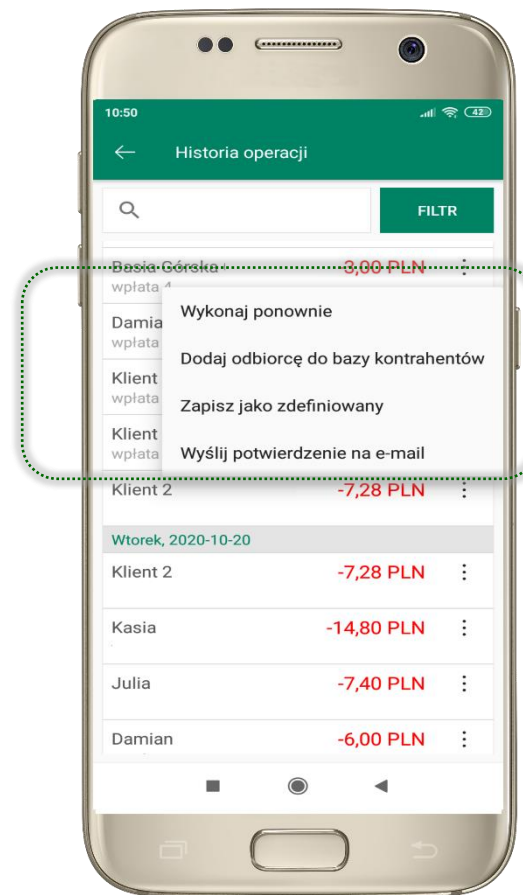 10:50
42
Historia operacji
FILTR
Basia Górska
3,00 PLN
wpłata 4
Wykonaj ponownie
Damia
wpłata
Dodaj odbiorcę do bazy kontrahentów
Klient
wpłata
Zapisz jako zdefiniowany
Klient
wpłata
Wyślij potwierdzenie na e-mail
Klient 2
-7,28 PLN
Wtorek, 2020-10-20
Klient 2
-7,28 PLN
Kasia
-14,80 PLN
Julia
-7,40 PLN
Damian
-6,00 PLN